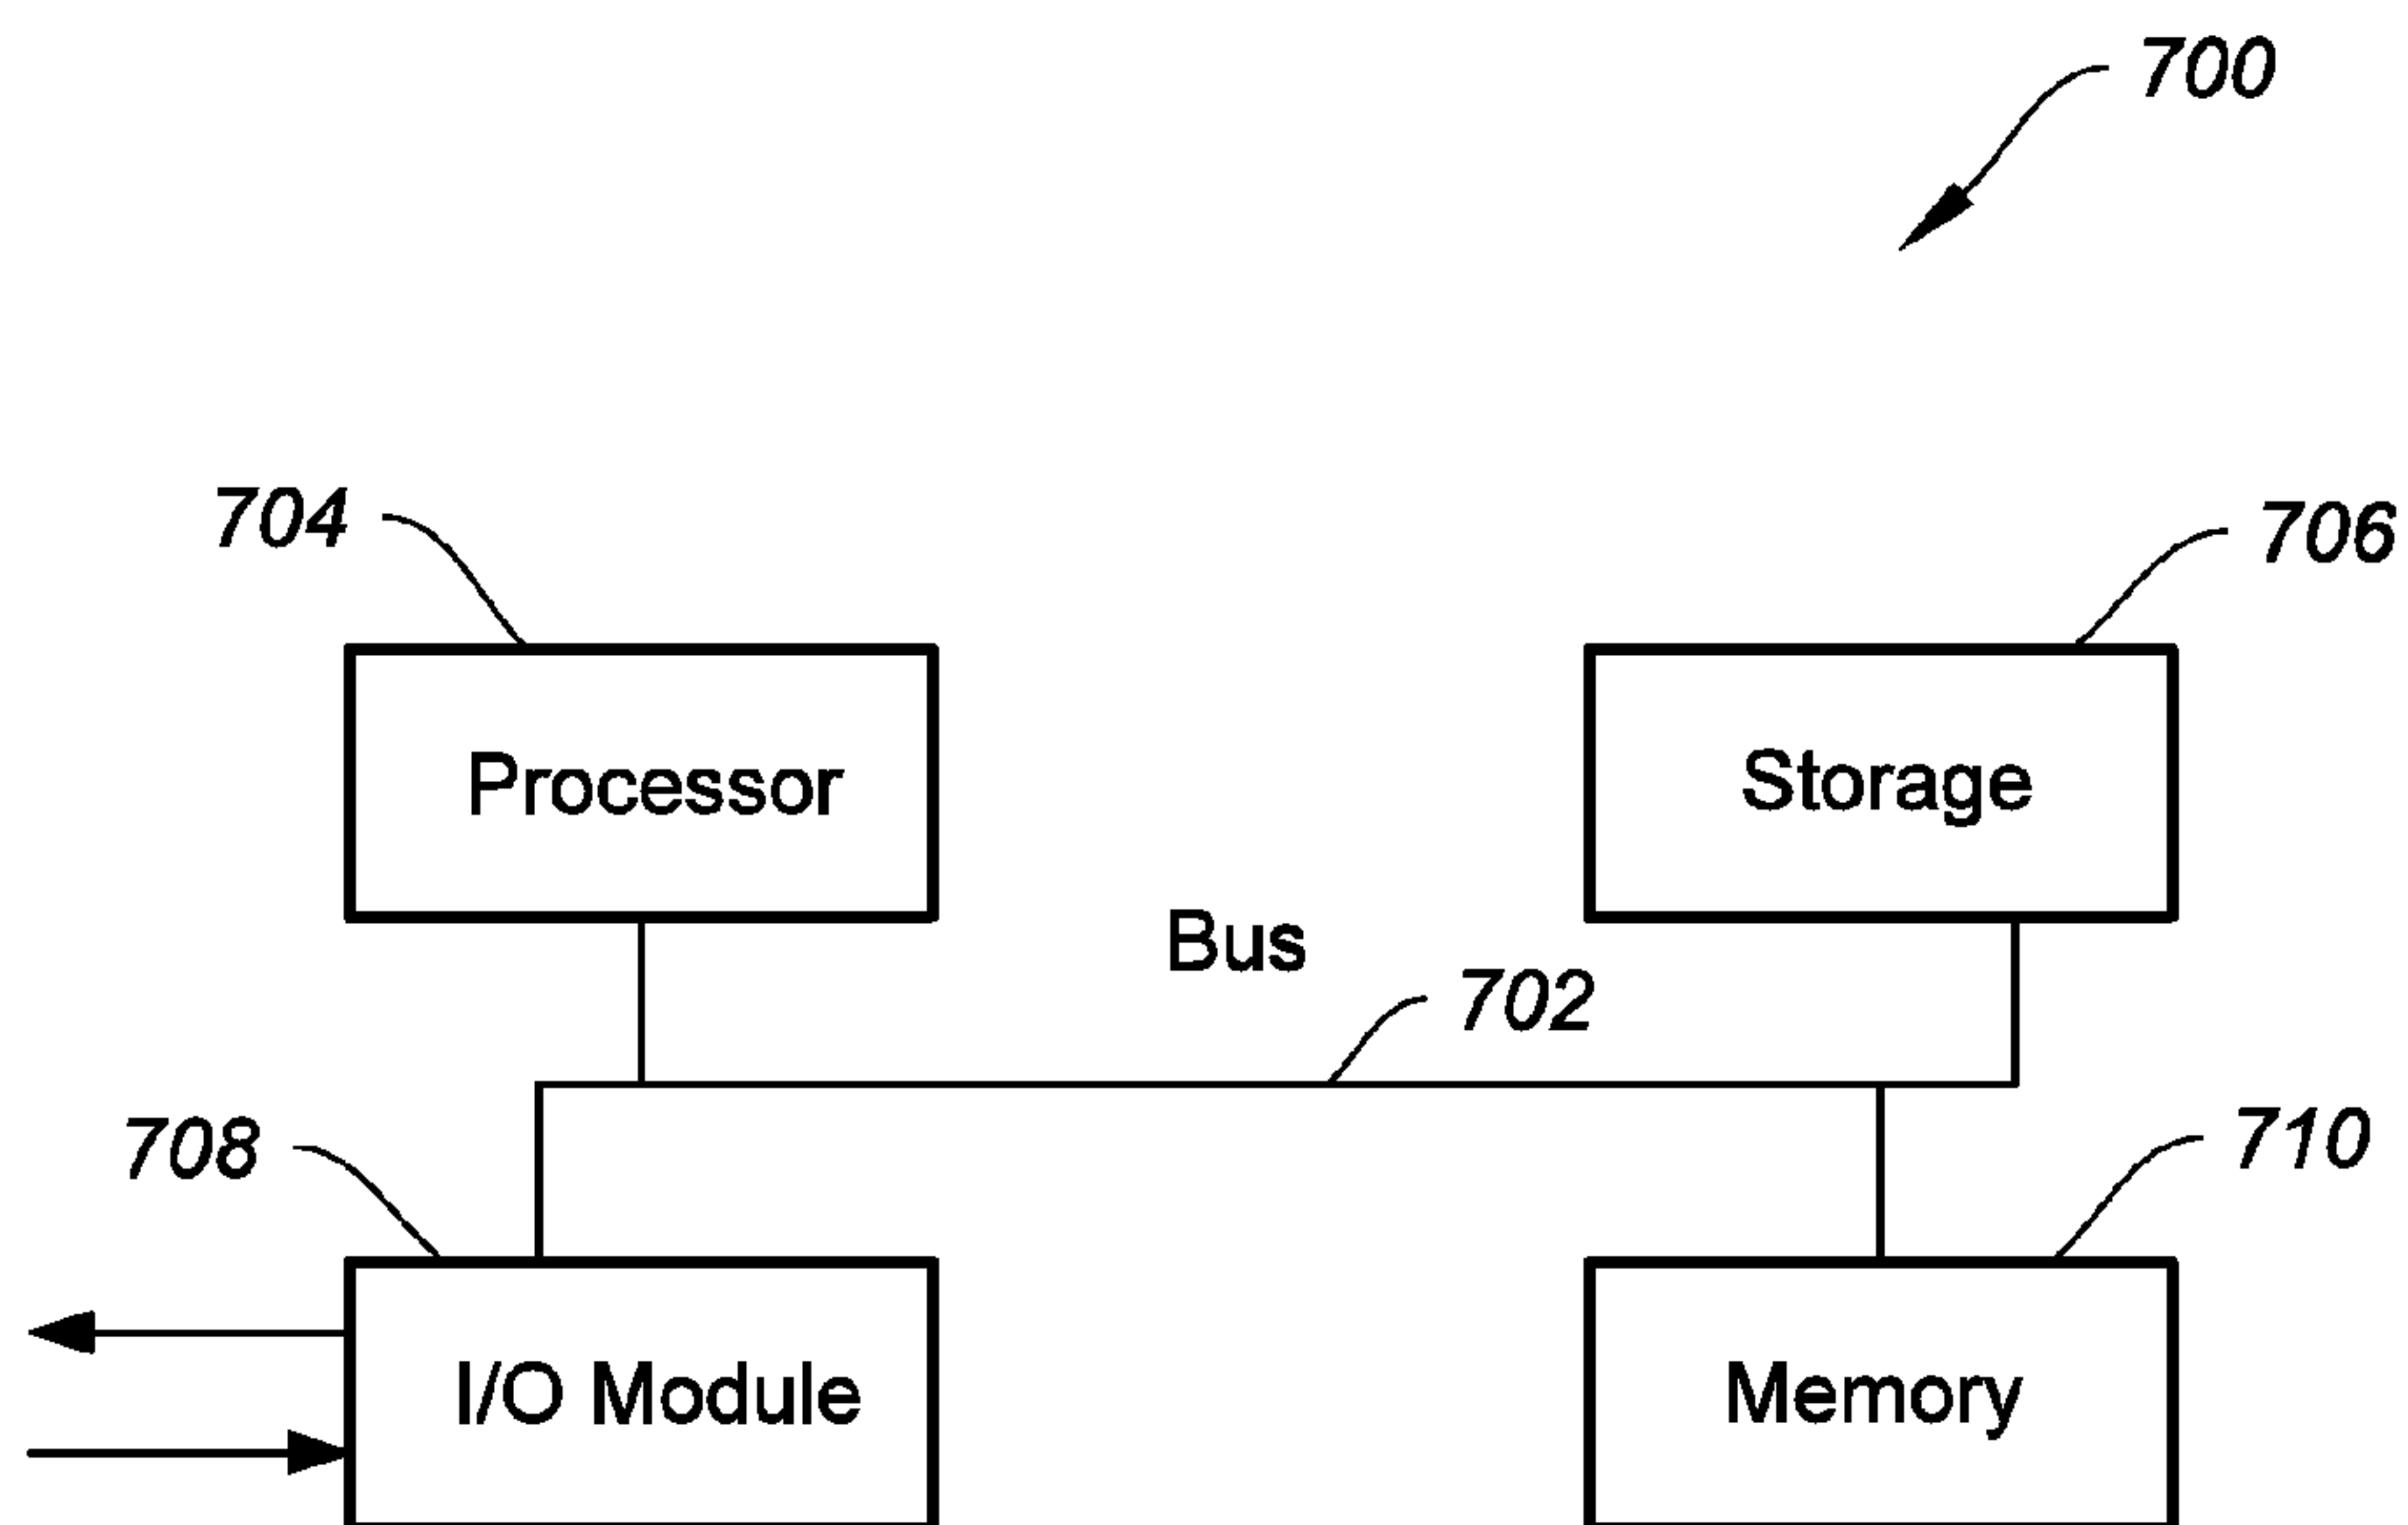 700
704
706
Processor
Storage
Bus
702
708
710
I/O Module
Memory